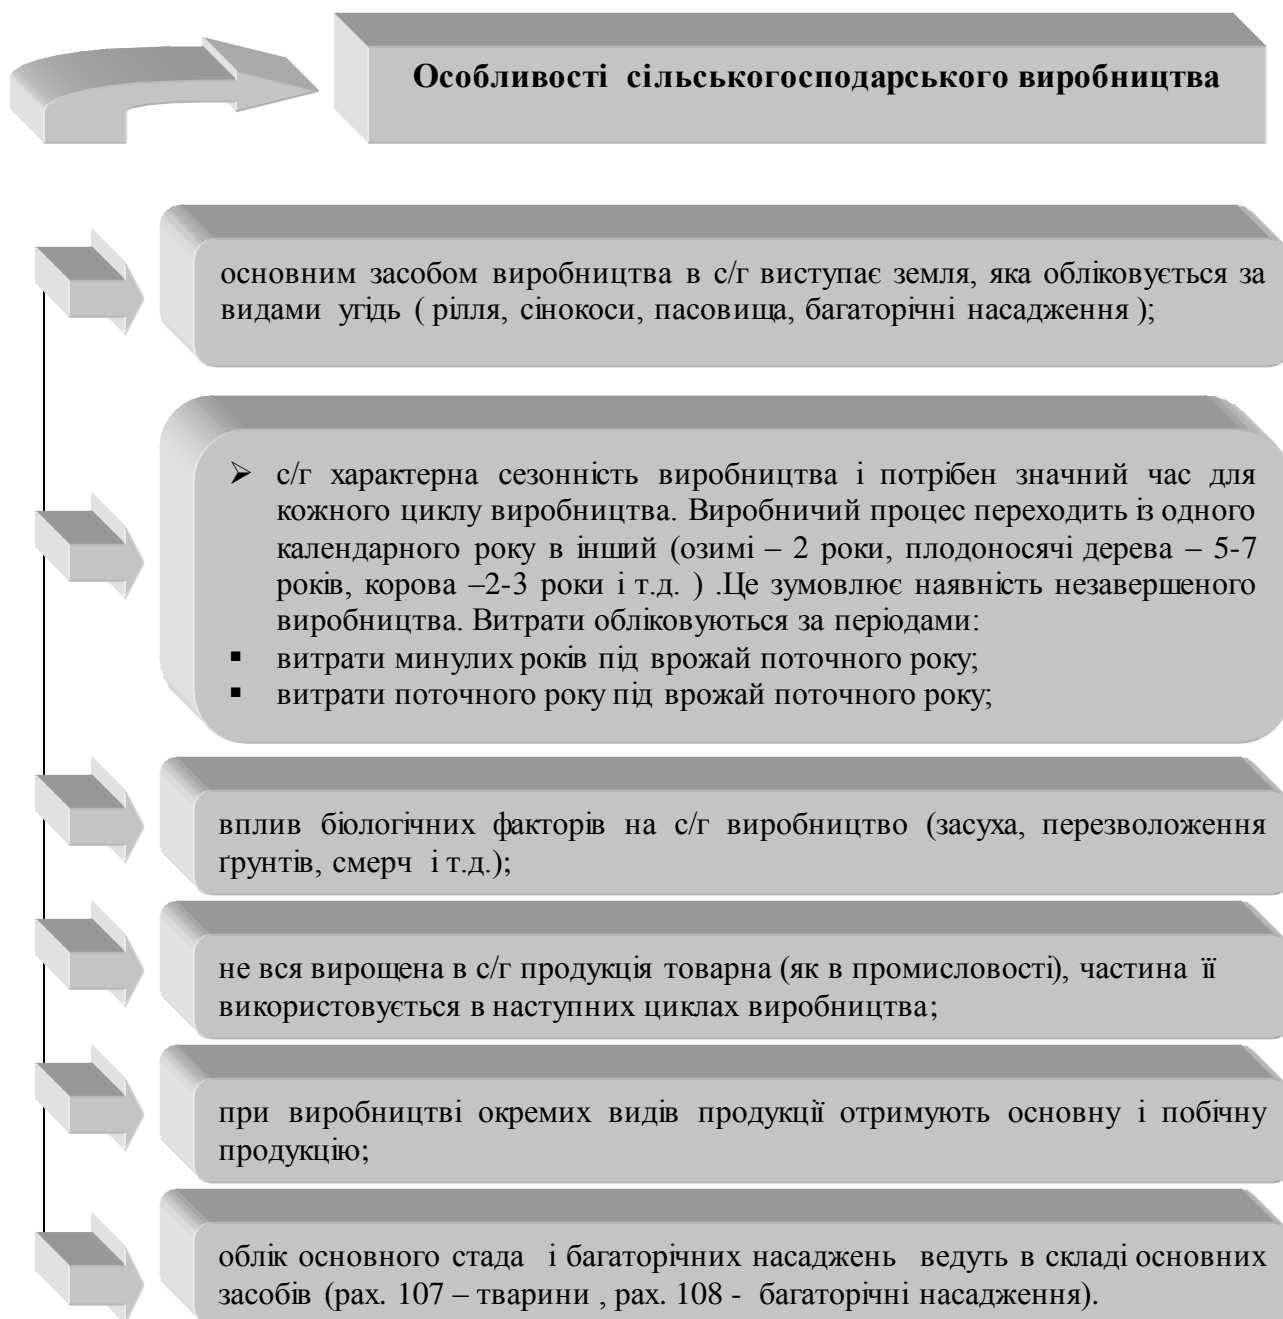 Особливості сільськогосподарського виробництва
основним засобом виробництва в с/г виступає земля, яка обліковується за
видами угідь ( рілля, сінокоси, пасовища, багаторічні насадження );
➢ с/г характерна сезонність виробництва і потрібен значний час для
кожного циклу виробництва. Виробничий процес переходить із одного
календарного року в інший (озимі – 2 роки, плодоносячі дерева – 5-7
років, корова –2-3 роки і т.д. ) .Це зумовлює наявність незавершеного
виробництва. Витрати обліковуються за періодами:
▪ витрати минулих років під врожай поточного року;
▪ витрати поточного року під врожай поточного року;
вплив біологічних факторів на с/г виробництво (засуха, перезволоження
ґрунтів, смерч і т.д.);
не вся вирощена в с/г продукція товарна (як в промисловості), частина її
використовується в наступних циклах виробництва;
при виробництві окремих видів продукції отримують основну і побічну
продукцію;
облік основного стада і багаторічних насаджень ведуть в складі основних
засобів (рах. 107 – тварини , рах. 108 - багаторічні насадження).